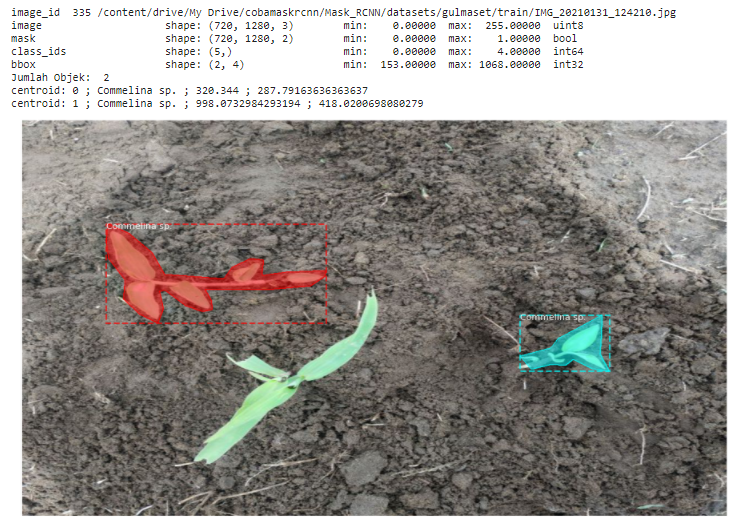 image_id  335 /content/drive/My Drive/cobamaskrcnn/Mask_RCNN/datasets/gulmaset/train/IMG_20210131_124210.jpg
image                    shape: (720, 1280, 3)        min:    0.00000  max:  255.00000  uint8
mask                     shape: (720, 1280, 2)        min:    0.00000  max:    1.00000  bool
class_ids                shape: (5,)                  min:    0.00000  max:    4.00000  int64
bbox                     shape: (2, 4)                min:  153.00000  max: 1068.00000  int32
Jumlah Objek:  2
centroid: 0 ; Commelina sp. ; 320.344 ; 287.79163636363637
centroid: 1 ; Commelina sp. ; 998.0732984293194 ; 418.0200698080279
Commelina sp.
Commelina sp.